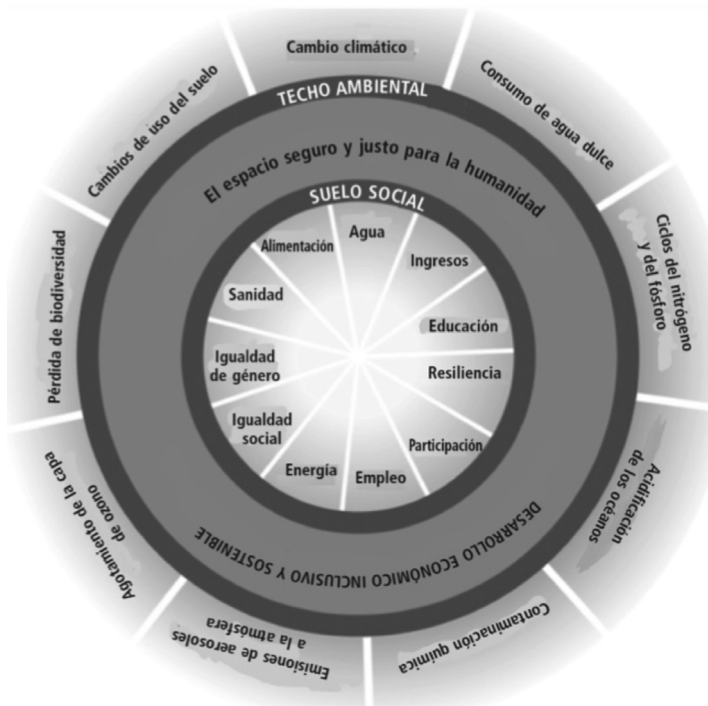 Cambio climático
Consumo de agua dulce
Ciclos del nitrógeno
y del fósforo
Acidificación
de los océanos
Contaminación química
Emisiones de aerosoles
a la atmósfera
Agotamiento de la capa
de ozono
Pérdida de biodiversidad
Cambios de uso del suelo
TECHO AMBIENTAL
El espacio seguro y justo para la humanidad
SUELO SOCIAL
Agua
Ingresos
Educación
Resiliencia
Participación
Empleo
Energía
Igualdad
social
Igualdad
de género
Sanidad
Alimentación
DESARROLLO ECONÓMICO INCLUSIVO Y SOSTENIBLE